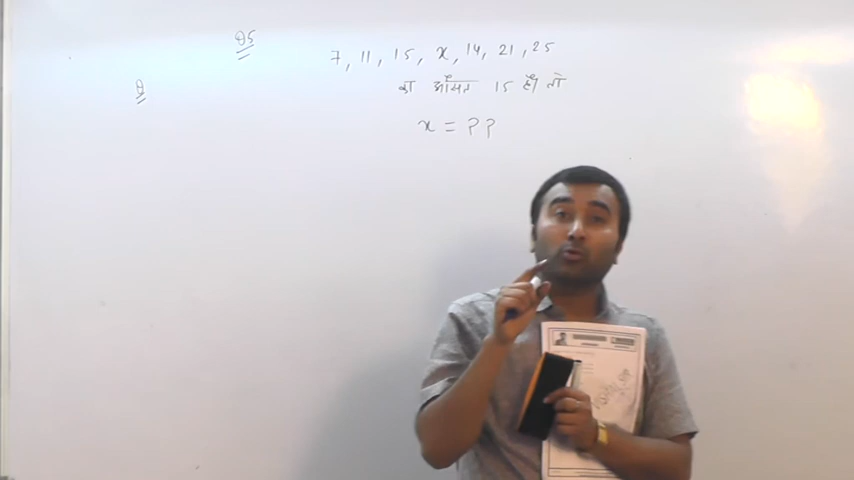 Q5
7, 11, 15, x, 14, 21, 25
का औसत 15 है, तो
Q
x = ??